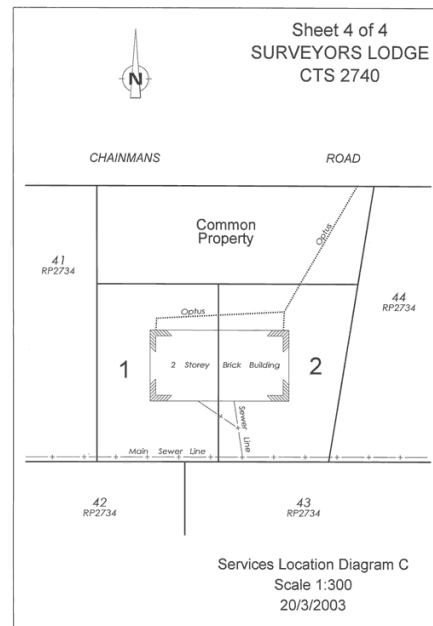 Sheet 4 of 4
SURVEYORS LODGE
CTS 2740
N
CHAINMANS ROAD
Common
Property
Optus
41
RP2734
44
RP2734
Optus
1
2 Storey Brick Building
2
Sewer
Line
Main Sewer Line
42
RP2734
43
RP2734
Services Location Diagram C
Scale 1:300
20/3/2003